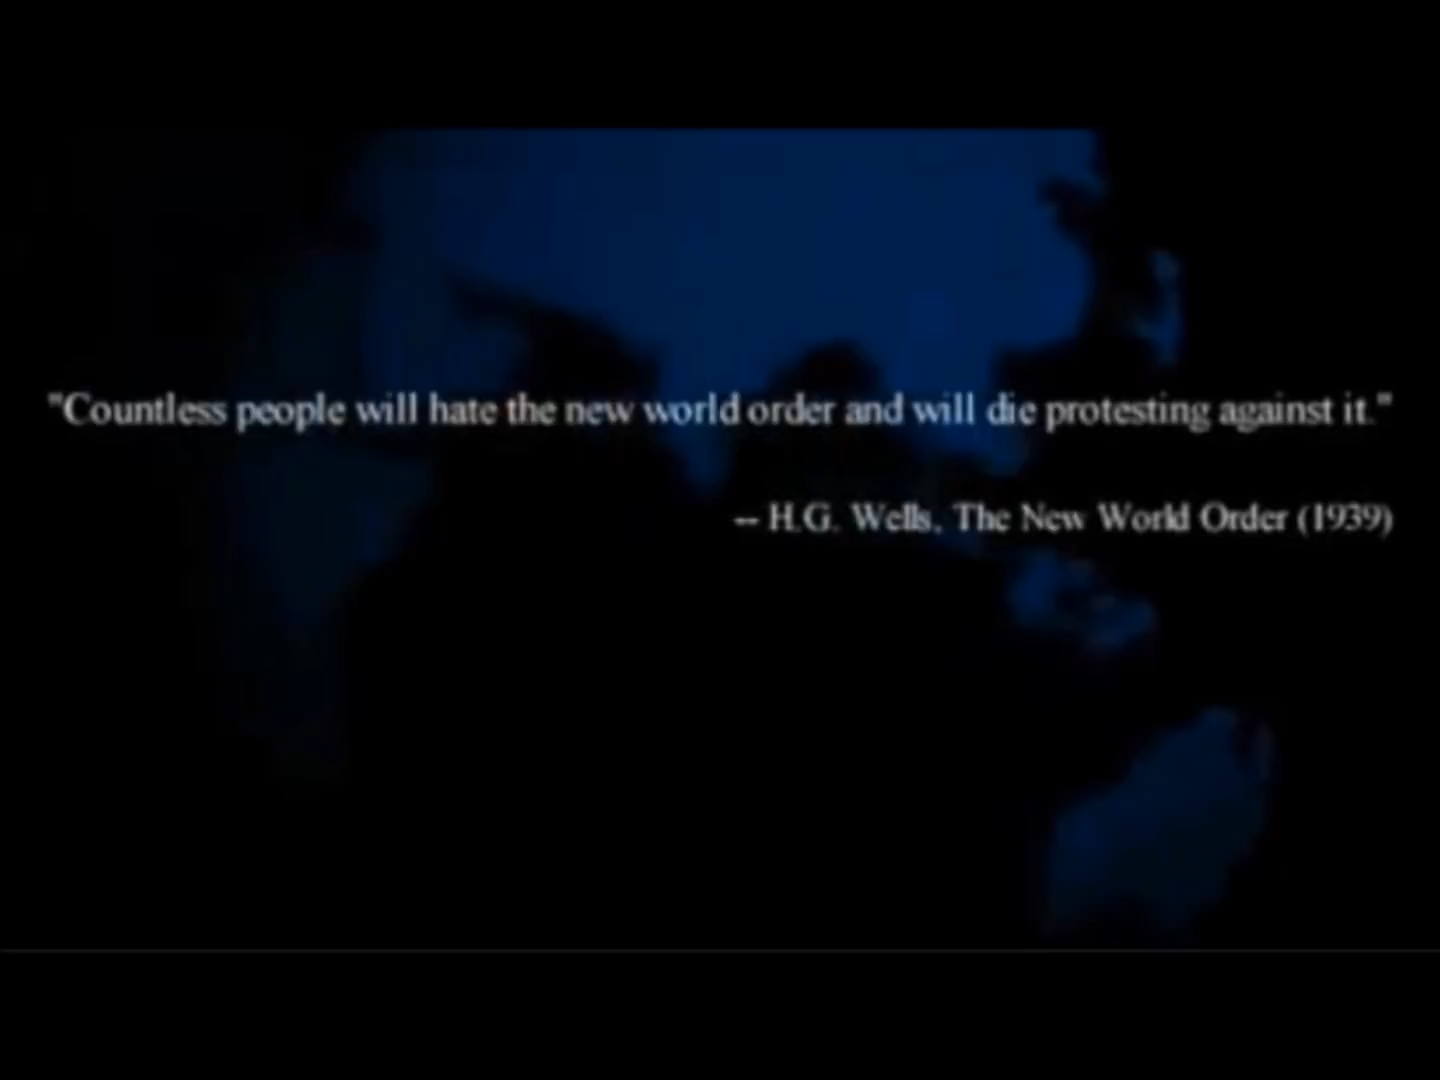 "Countless people will hate the new world order and will die protesting against it."
-- H.G. Wells, The New World Order (1939)